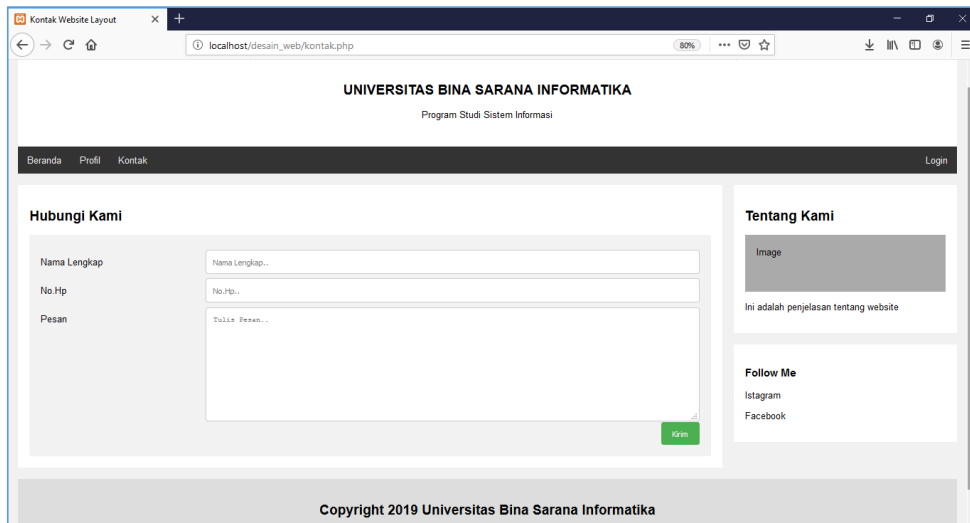 Kontak Website Layout
localhost/desain_web/kontak.php
80%
UNIVERSITAS BINA SARANA INFORMATIKA
Program Studi Sistem Informasi
Beranda Profil Kontak Login
Hubungi Kami
Nama Lengkap
Nama Lengkap..
No.Hp
No.Hp..
Pesan
Tulis Pesan..
Kirim
Tentang Kami
Image
Ini adalah penjelasan tentang website
Follow Me
Istagram
Facebook
Copyright 2019 Universitas Bina Sarana Informatika